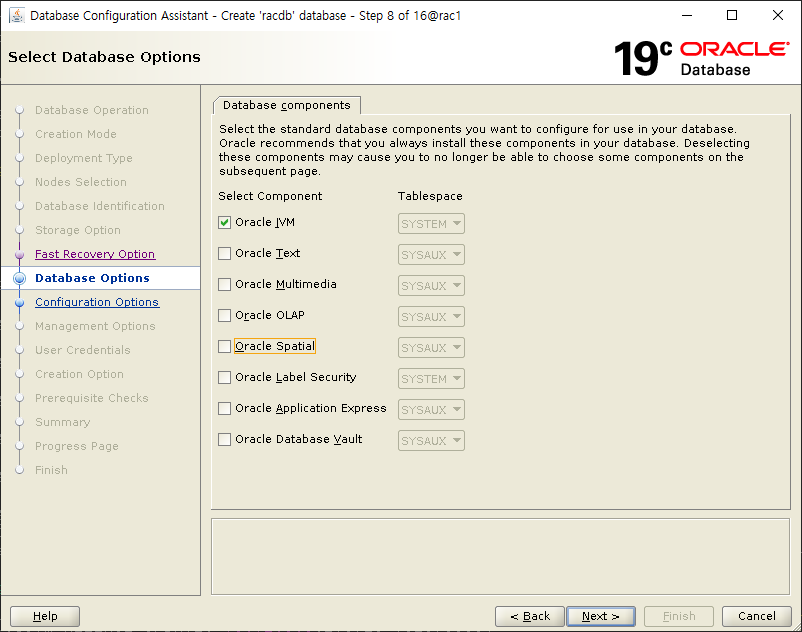 Database Configuration Assistant - Create 'racdb' database - Step 8 of 16@rac1
Select Database Options
19c ORACLE
Database
Database Operation
Creation Mode
Deployment Type
Nodes Selection
Database Identification
Storage Option
Fast Recovery Option
Database Options
Configuration Options
Management Options
User Credentials
Creation Option
Prerequisite Checks
Summary
Progress Page
Finish
Database components
Select the standard database components you want to configure for use in your database.
Oracle recommends that you always install these components in your database. Deselecting
these components may cause you to no longer be able to choose some components on the
subsequent page.
Select Component Tablespace
Oracle JVM SYSTEM
Oracle Text SYSAUX
Oracle Multimedia SYSAUX
Oracle OLAP SYSAUX
Oracle Spatial SYSAUX
Oracle Label Security SYSTEM
Oracle Application Express SYSAUX
Oracle Database Vault SYSAUX
Help < Back Next > Finish Cancel